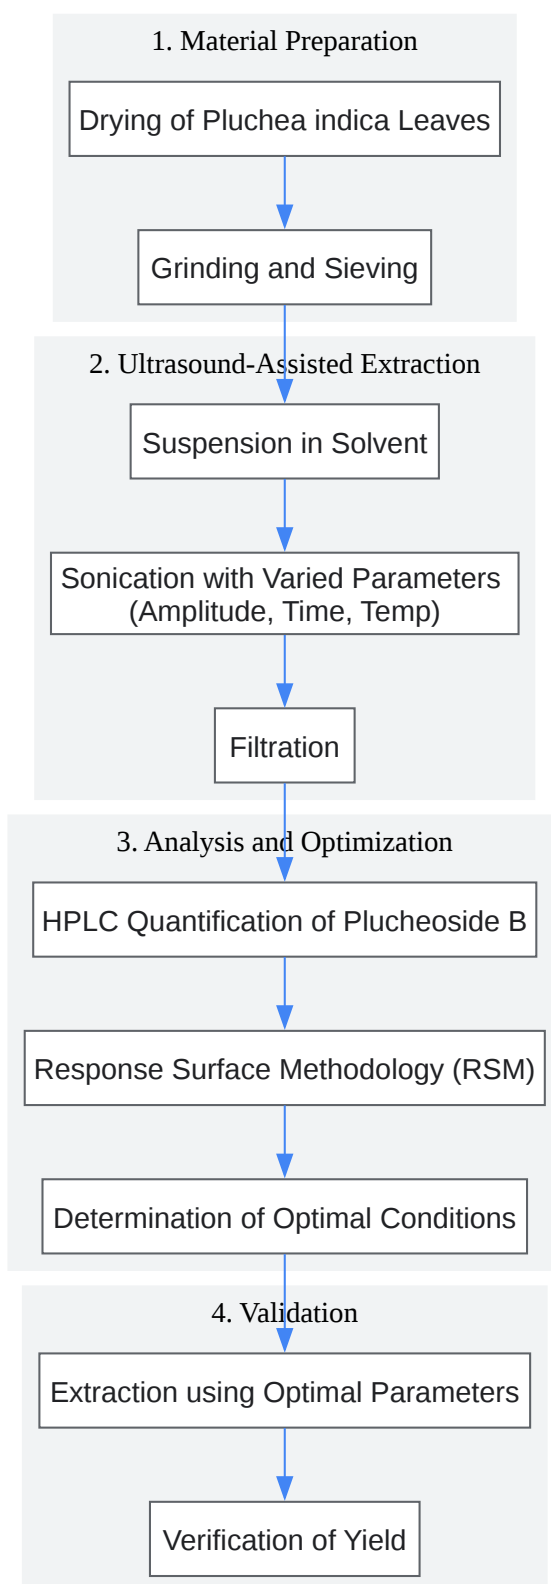 1. Material Preparation
Drying of Pluchea indica Leaves
Grinding and Sieving
2. Ultrasound-Assisted Extraction
Suspension in Solvent
Sonication with Varied Parameters
(Amplitude, Time, Temp)
Filtration
3. Analysis and Optimization
HPLC Quantification of Plucheoside B
Response Surface Methodology (RSM)
Determination of Optimal Conditions
4. Validation
Extraction using Optimal Parameters
Verification of Yield